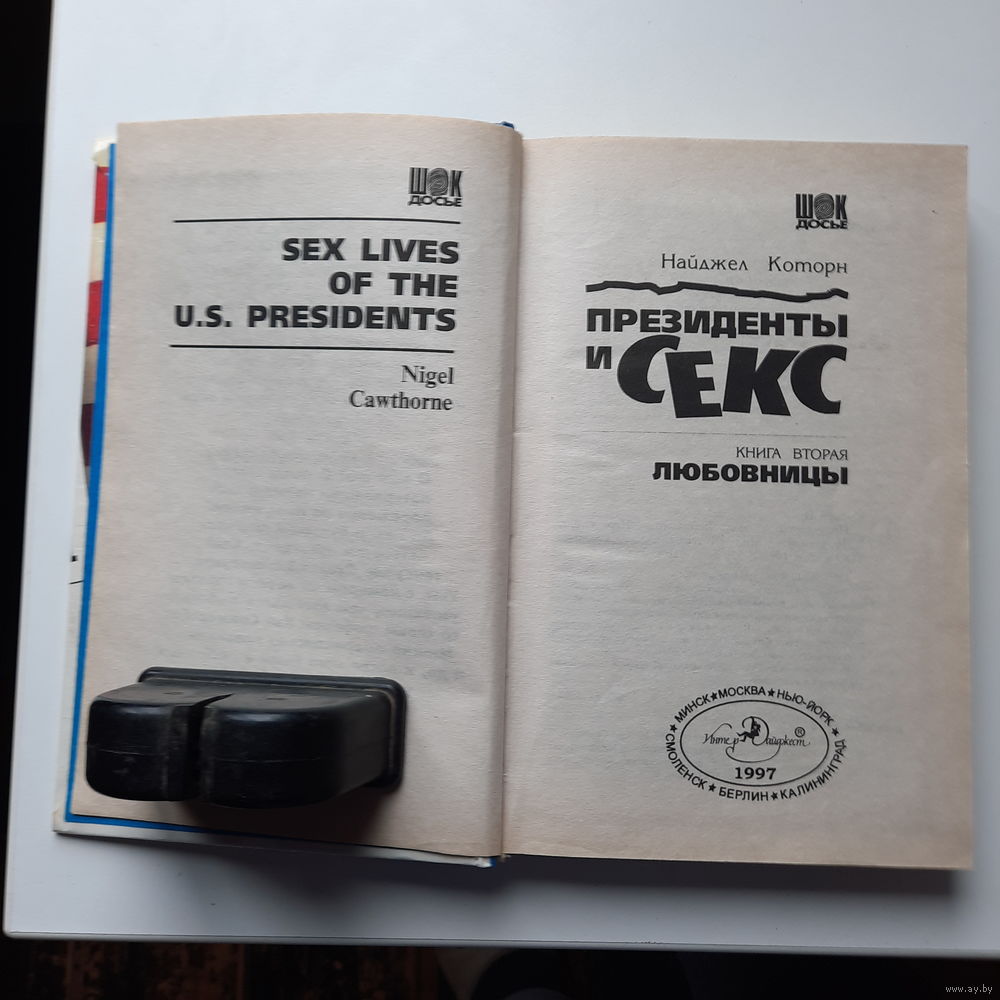 ШОК
ДОСЬЕ
SEX LIVES
OF THE
U.S. PRESIDENTS
Nigel
Cawthorne
ШОК
ДОСЬЕ
Найджел Которн
ПРЕЗИДЕНТЫ
И СЕКС
КНИГА ВТОРАЯ
ЛЮБОВНИЦЫ
МИНСК★МОСКВА★НЬЮ-ЙОРК★
Интер Дайджест ®
1997
СМОЛЕНСК★БЕРЛИН★КАЛИНИНГРАД
www.ay.by